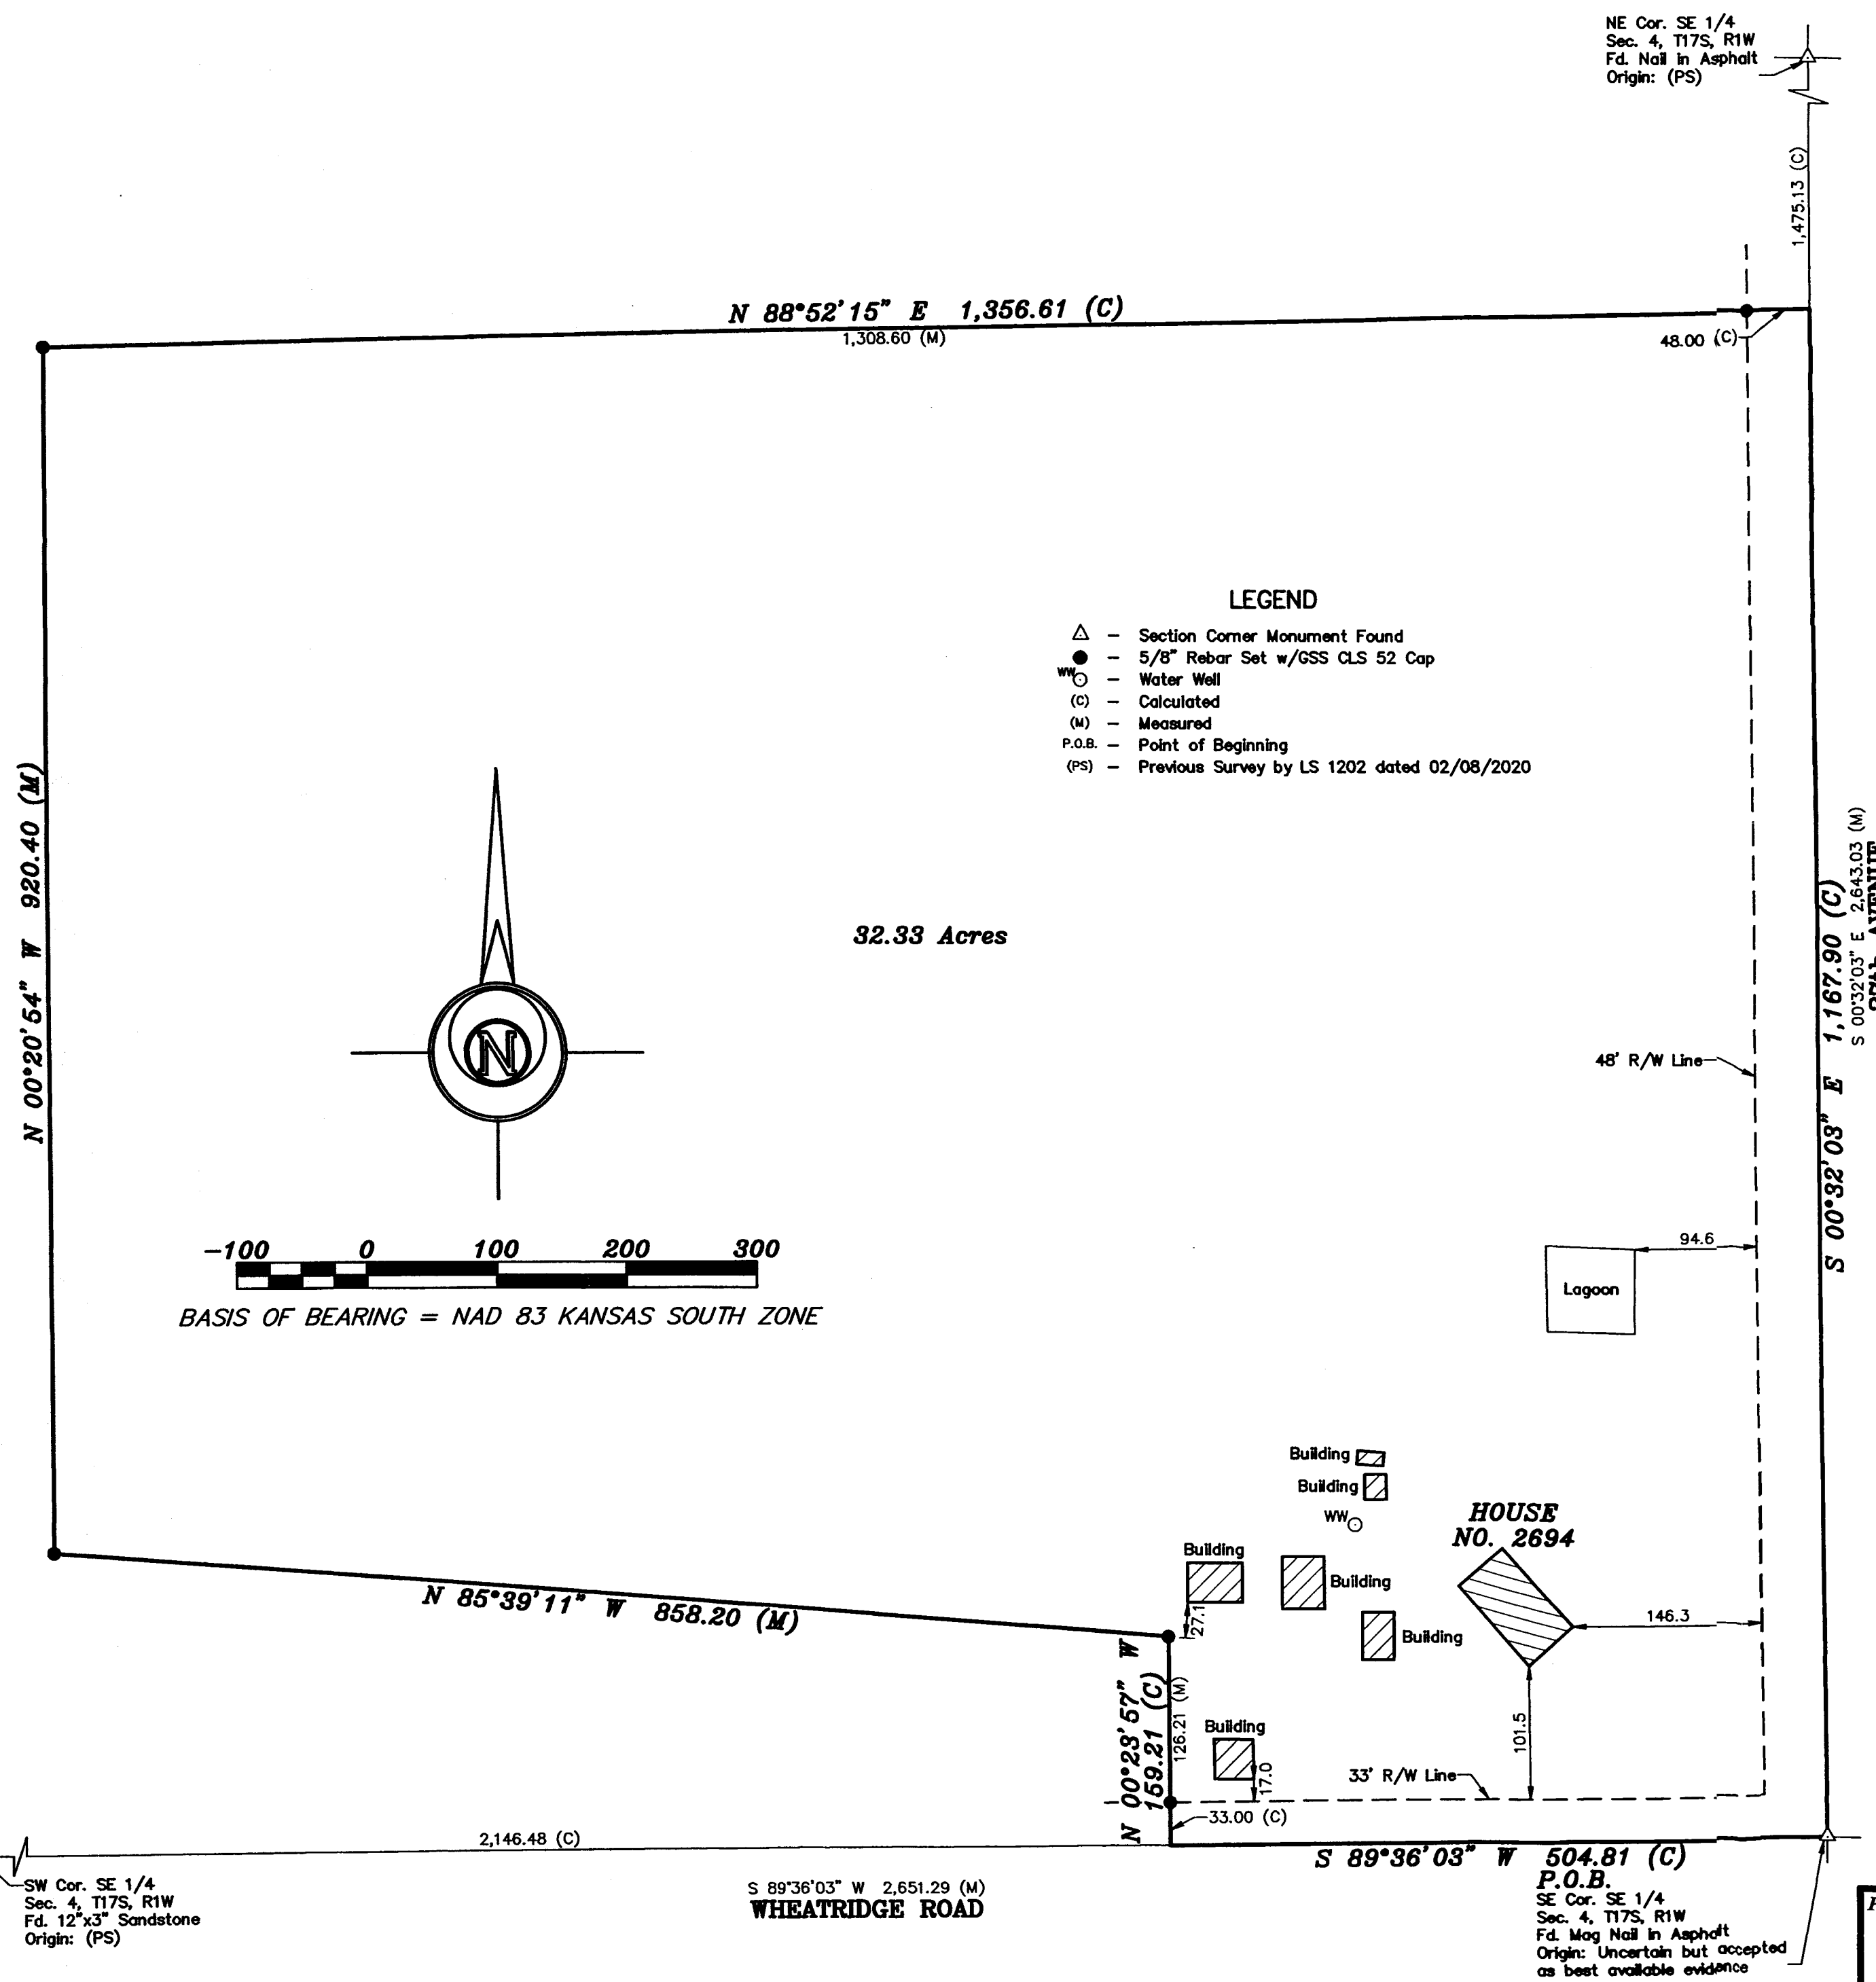 NE Cor. SE 1/4
Sec. 4, T17S, R1W
Fd. Nail in Asphalt
Origin: (PS)
1,475.13 (C)
N 88°52'15" E 1,356.61 (C)
1,308.60 (M)
48.00 (C)
LEGEND
△ – Section Corner Monument Found
● – 5/8" Rebar Set w/GSS CLS 52 Cap
WW⊙ – Water Well
(C) – Calculated
(M) – Measured
P.O.B. – Point of Beginning
(PS) – Previous Survey by LS 1202 dated 02/08/2020
N 00°20'54" W 920.40 (M)
32.33 Acres
N
S 00°32'03" E 1,167.90 (C)
S 00°32'03" E 2,643.03 (M)
AVENUE
48' R/W Line
94.6
Lagoon
-100 0 100 200 300
BASIS OF BEARING = NAD 83 KANSAS SOUTH ZONE
Building
Building
WW
HOUSE
NO. 2694
Building
Building
Building
27.1
146.3
N 85°39'11" W 858.20 (M)
N 00°23'57" W
159.21 (C)
126.21 (M)
Building
17.0
101.5
33' R/W Line
33.00 (C)
2,146.48 (C)
S 89°36'03" W 504.81 (C)
SW Cor. SE 1/4
Sec. 4, T17S, R1W
Fd. 12"x3" Sandstone
Origin: (PS)
S 89°36'03" W 2,651.29 (M)
WHEATRIDGE ROAD
P.O.B.
SE Cor. SE 1/4
Sec. 4, T17S, R1W
Fd. Mag Nail in Asphalt
Origin: Uncertain but accepted
as best available evidence